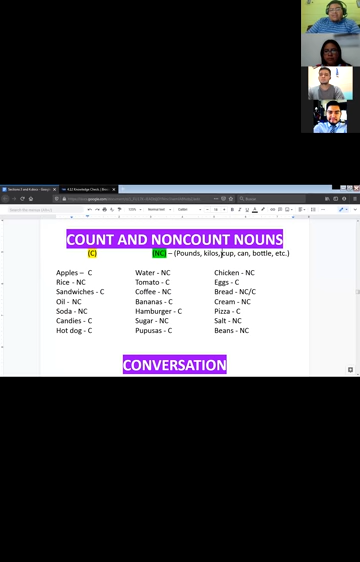 COUNT AND NONCOUNT NOUNS
(C) (NC) – (Pounds, kilos, cup, can, bottle, etc.)
Apples – C Water - NC Chicken - NC
Rice - NC Tomato - C Eggs - C
Sandwiches - C Coffee - NC Bread - NC/C
Oil - NC Bananas - C Cream - NC
Soda - NC Hamburger - C Pizza - C
Candies - C Sugar - NC Salt - NC
Hot dog - C Pupusas - C Beans - NC
CONVERSATION